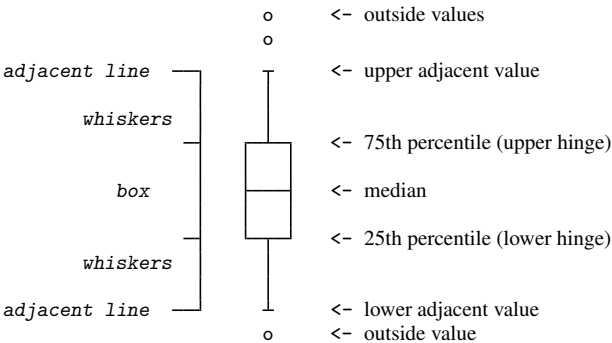 <- outside values
adjacent line <- upper adjacent value
whiskers
<- 75th percentile (upper hinge)
box <- median
<- 25th percentile (lower hinge)
whiskers
adjacent line <- lower adjacent value
<- outside value